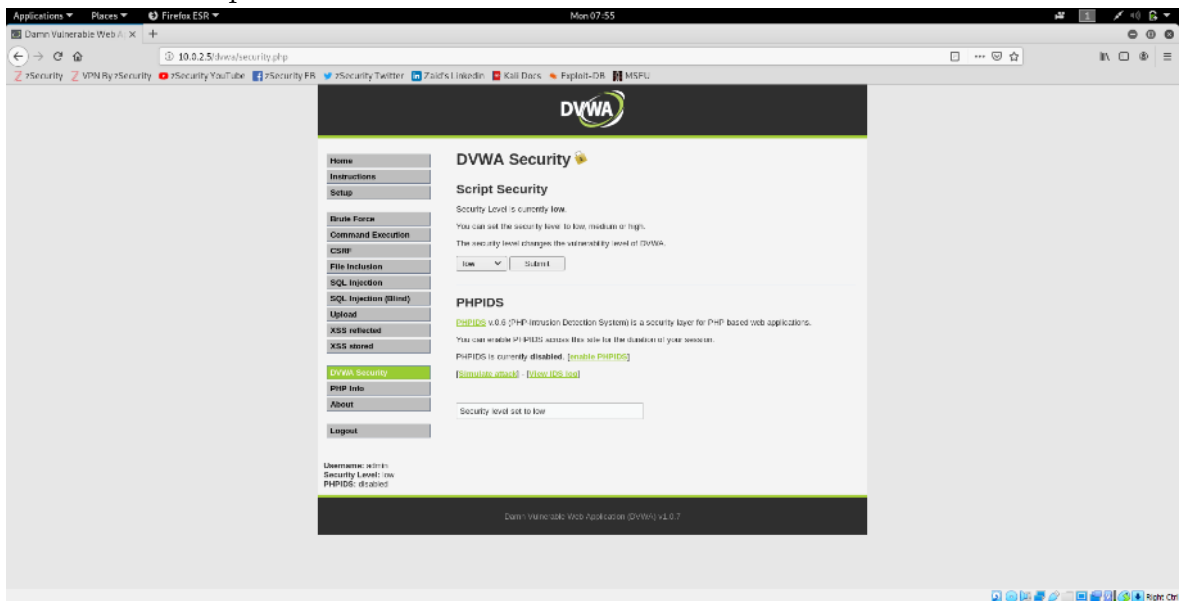 Applications Places Firefox ESR Mon 07:55 1
Damn Vulnerable Web A
10.0.2.5/dvwa/security.php
zSecurity VPN By zSecurity zSecurity YouTube zSecurity FB zSecurity Twitter Zaid's Linkedin Kali Docs Exploit-DB MSFU
DVWA
Home
Instructions
Setup
Brute Force
Command Execution
CSRF
File Inclusion
SQL Injection
SQL Injection (Blind)
Upload
XSS reflected
XSS stored
DVWA Security
PHP Info
About
Logout
Username: admin
Security Level: low
PHPIDS: disabled
DVWA Security
Script Security
Security Level is currently low.
You can set the security level to low, medium or high.
The security level changes the vulnerability level of DVWA.
low Submit
PHPIDS
PHPIDS v.0.6 (PHP-Intrusion Detection System) is a security layer for PHP based web applications.
You can enable PHPIDS across this site for the duration of your session.
PHPIDS is currently disabled. [enable PHPIDS]
[Simulate attack] - [View IDS log]
Security level set to low
Damn Vulnerable Web Application (DVWA) v1.0.7
Right Ctrl